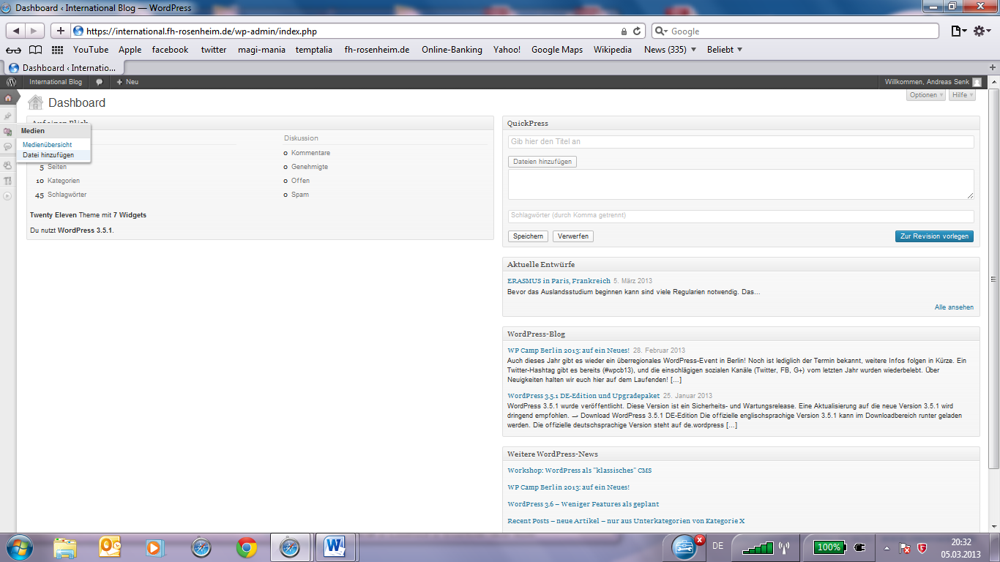 Dashboard ‹ International Blog — WordPress
https://international.fh-rosenheim.de/wp-admin/index.php
Google
YouTube Apple facebook twitter magi-mania temptalia fh-rosenheim.de Online-Banking Yahoo! Google Maps Wikipedia News (335) Beliebt
Dashboard ‹ Internatio...
International Blog + Neu Willkommen, Andreas Senk
Dashboard
Optionen Hilfe
Medien
Medienübersicht
Datei hinzufügen
Diskussion
0 Kommentare
5 Seiten
0 Genehmigte
10 Kategorien
0 Offen
45 Schlagwörter
0 Spam
Twenty Eleven Theme mit 7 Widgets
Du nutzt WordPress 3.5.1.
QuickPress
Gib hier den Titel an
Dateien hinzufügen
Schlagwörter (durch Komma getrennt)
Speichern Verwerfen Zur Revision vorlegen
Aktuelle Entwürfe
ERASMUS in Paris, Frankreich 5. März 2013
Bevor das Auslandsstudium beginnen kann sind viele Regularien notwendig. Das…
Alle ansehen
WordPress-Blog
WP Camp Berlin 2013: auf ein Neues! 28. Februar 2013
Auch dieses Jahr gibt es wieder ein überregionales WordPress-Event in Berlin! Noch ist lediglich der Termin bekannt, weitere Infos folgen in Kürze. Ein
Twitter-Hashtag gibt es bereits (#wpcb13), und die einschlägigen sozialen Kanäle (Twitter, FB, G+) vom letzten Jahr wurden wiederbelebt. Über
Neuigkeiten halten wir euch hier auf dem Laufenden! […]
WordPress 3.5.1 DE-Edition und Upgradepaket 25. Januar 2013
WordPress 3.5.1 wurde veröffentlicht. Diese Version ist ein Sicherheits- und Wartungsrelease. Eine Aktualisierung auf die neue Version 3.5.1 wird
dringend empfohlen. → Download WordPress 3.5.1 DE-Edition Die offizielle englischsprachige Version 3.5.1 kann im Downloadbereich runter geladen
werden. Die offizielle deutschsprachige Version steht auf de.wordpress […]
Weitere WordPress-News
Workshop: WordPress als "klassisches" CMS
WP Camp Berlin 2013: auf ein Neues!
WordPress 3.6 – Weniger Features als geplant
Recent Posts – neue Artikel – nur aus Unterkategorien von Kategorie X
DE
100%
20:32
05.03.2013